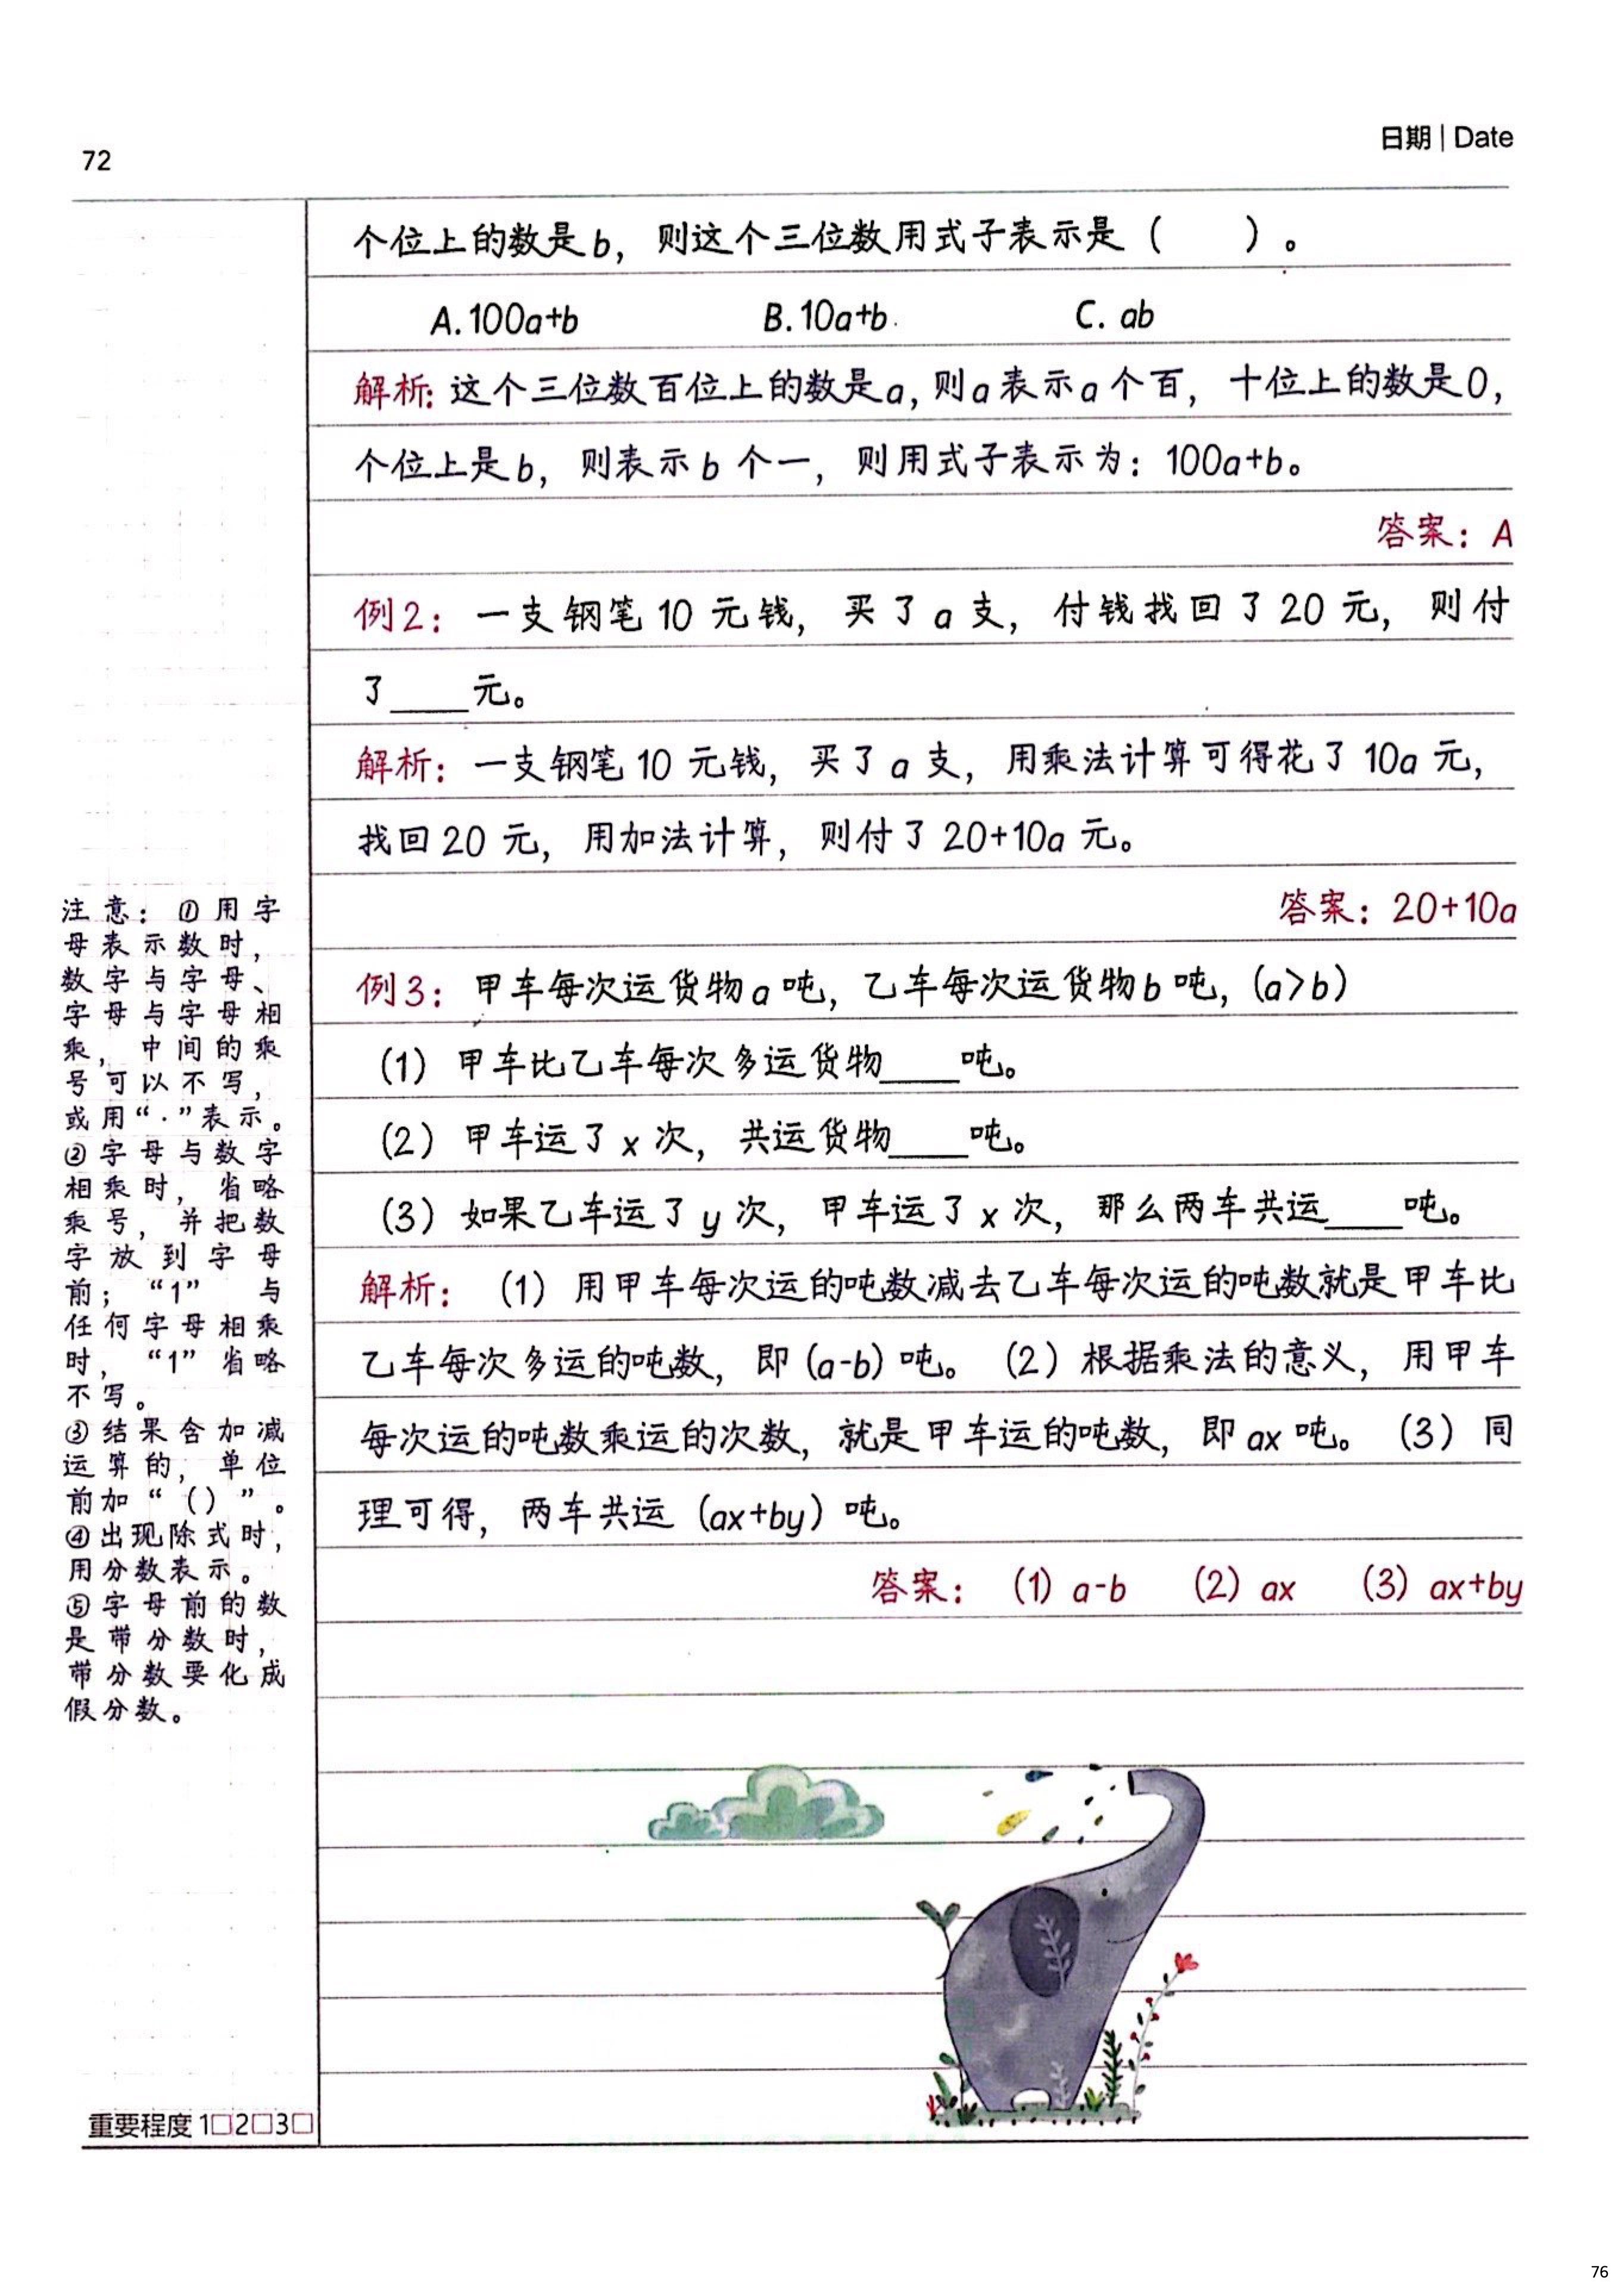 72
日期 | Date
个位上的数是b，则这个三位数用式子表示是（　　）。
A.100a+b　B.10a+b　C. ab
解析：这个三位数百位上的数是a，则a表示a个百，十位上的数是0，
个位上是b，则表示b个一，则用式子表示为：100a+b。
答案：A
例2：一支钢笔10元钱，买了a支，付钱找回了20元，则付
了____元。
解析：一支钢笔10元钱，买了a支，用乘法计算可得花了10a元，
找回20元，用加法计算，则付了20+10a元。
答案：20+10a
例3：甲车每次运货物a吨，乙车每次运货物b吨，（a>b）
（1）甲车比乙车每次多运货物____吨。
（2）甲车运了x次，共运货物____吨。
（3）如果乙车运了y次，甲车运了x次，那么两车共运____吨。
解析：（1）用甲车每次运的吨数减去乙车每次运的吨数就是甲车比
乙车每次多运的吨数，即（a-b）吨。（2）根据乘法的意义，用甲车
每次运的吨数乘运的次数，就是甲车运的吨数，即ax吨。（3）同
理可得，两车共运（ax+by）吨。
答案：（1）a-b　（2）ax　（3）ax+by
注意：①用字
母表示数时，
数字与字母、
字母与字母相
乘，中间的乘
号可以不写，
或用“·”表示。
②字母与数字
相乘时，省略
乘号，并把数
字放到字母
前；“1”与
任何字母相乘
时，“1”省略
不写。
③结果含加减
运算的，单位
前加“（）”。
④出现除式时，
用分数表示。
⑤字母前的数
是带分数时，
带分数要化成
假分数。
重要程度 1□2□3□
76